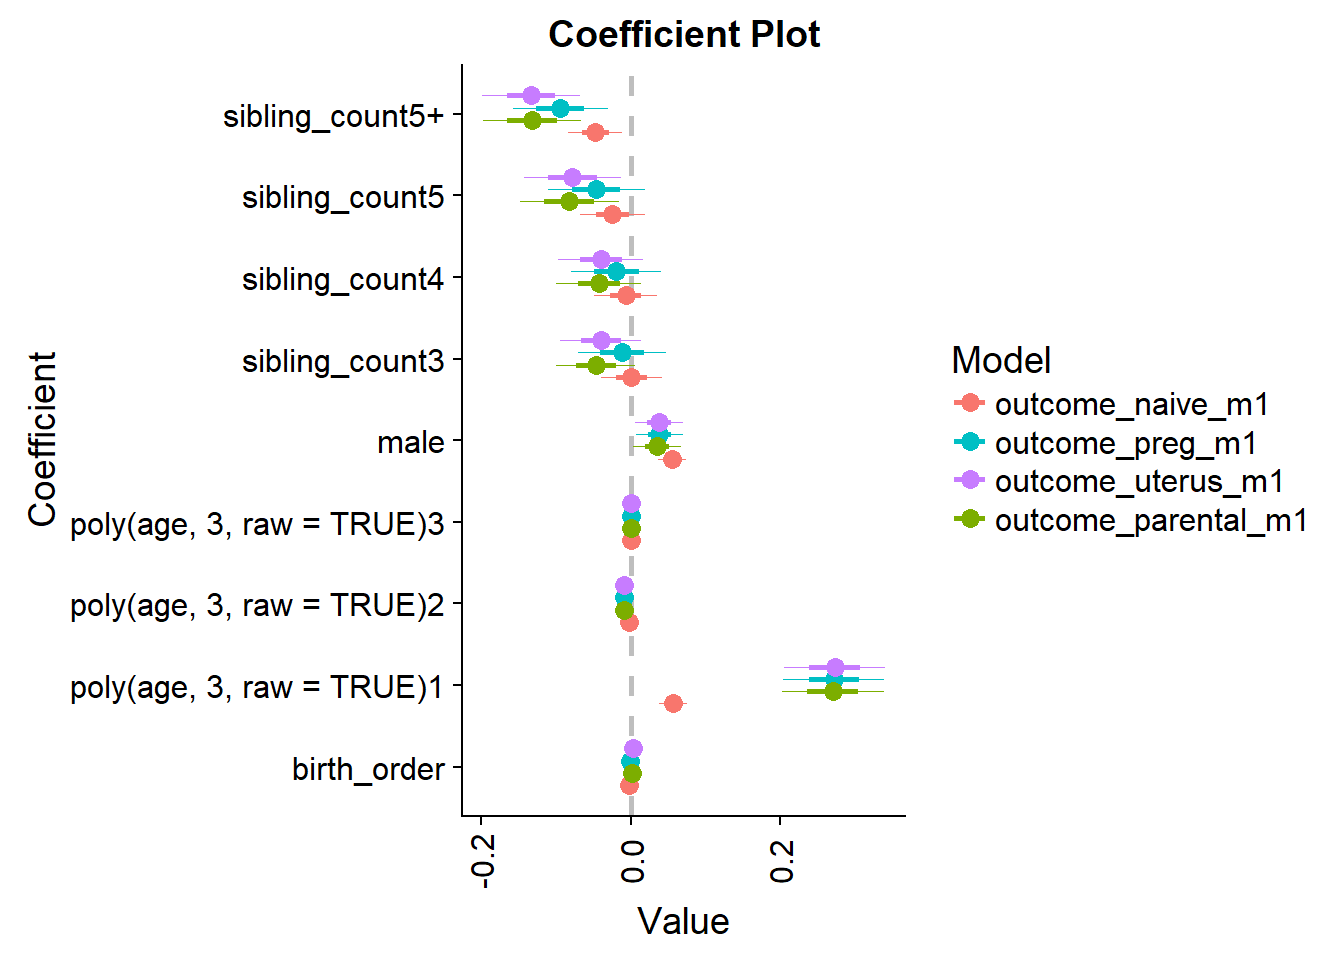 Coefficient Plot
sibling_count5+
sibling_count5
sibling_count4
sibling_count3
male
poly(age, 3, raw = TRUE)3
poly(age, 3, raw = TRUE)2
poly(age, 3, raw = TRUE)1
birth_order
Coefficient
-0.2
0.0
0.2
Value
Model
outcome_naive_m1
outcome_preg_m1
outcome_uterus_m1
outcome_parental_m1